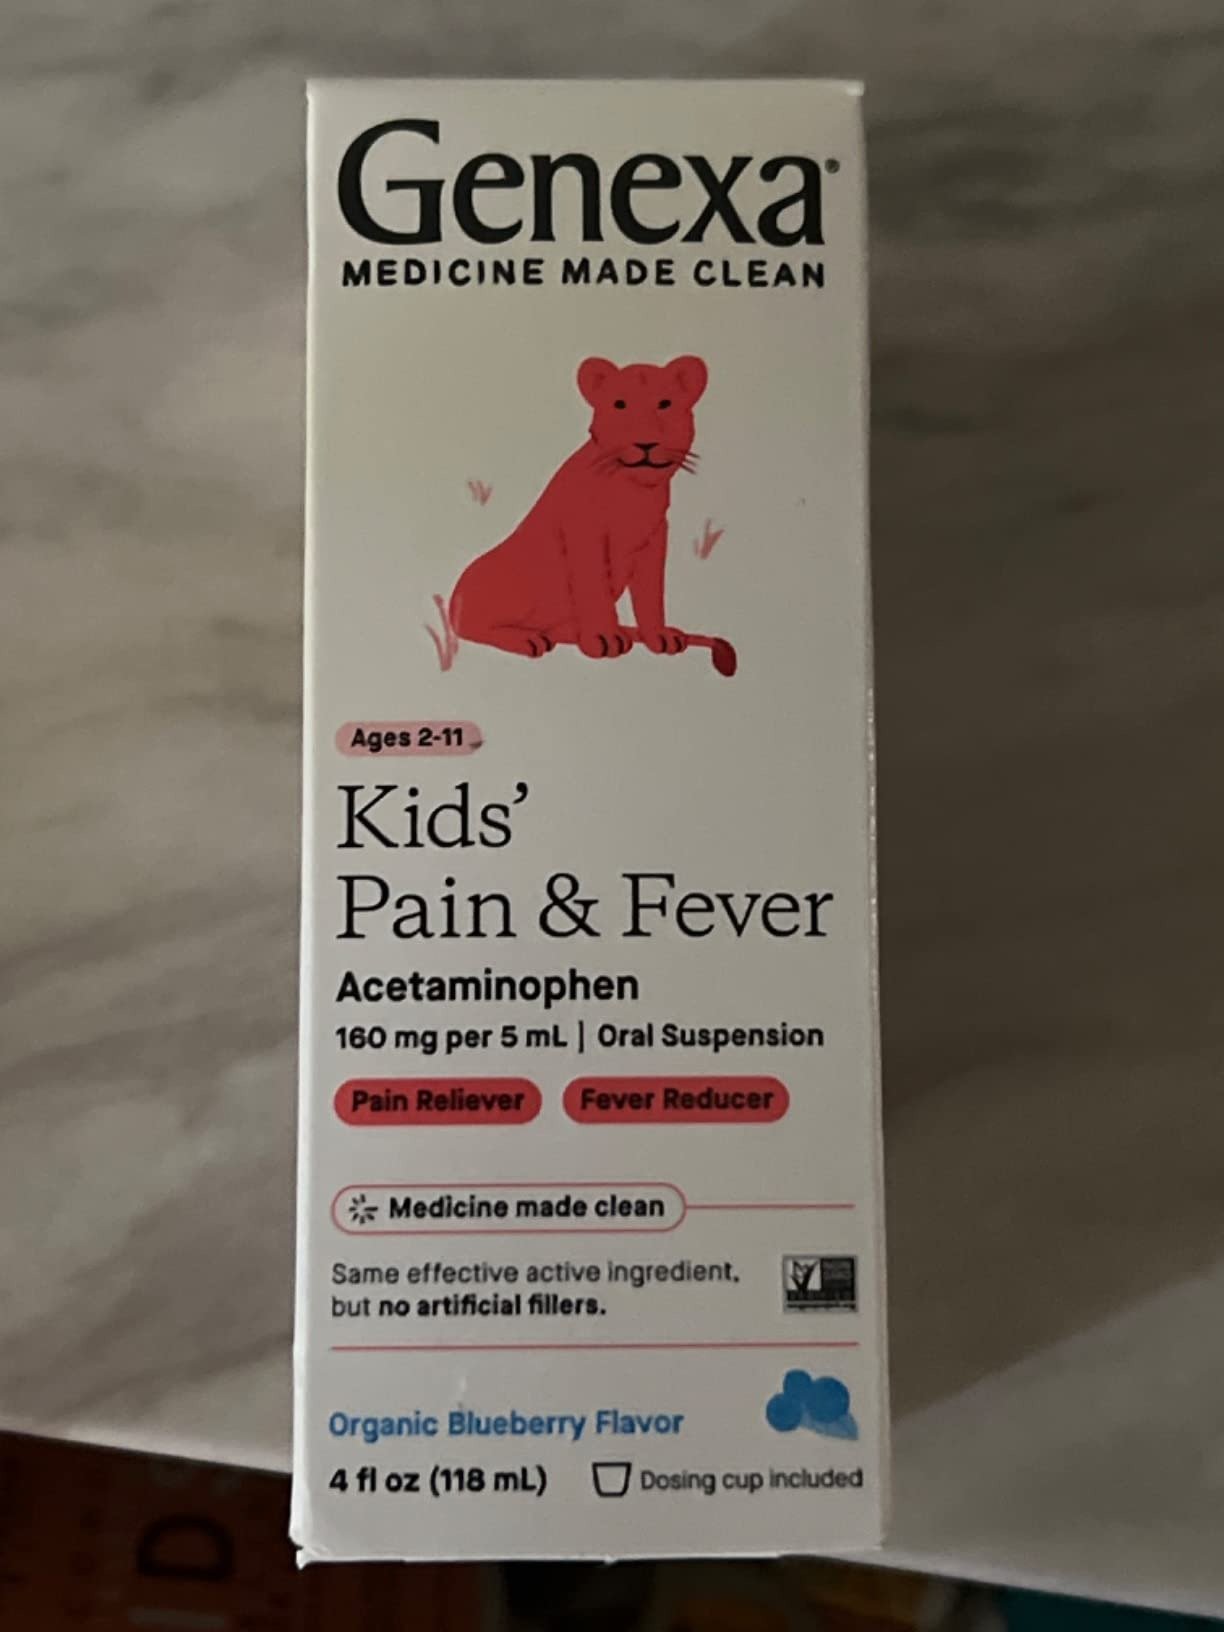 Genexa®
MEDICINE MADE CLEAN
Ages 2-11
Kids’
Pain & Fever
Acetaminophen
160 mg per 5 mL | Oral Suspension
Pain Reliever Fever Reducer
Medicine made clean
Same effective active ingredient,
but no artificial fillers.
Organic Blueberry Flavor
4 fl oz (118 mL) Dosing cup included
D